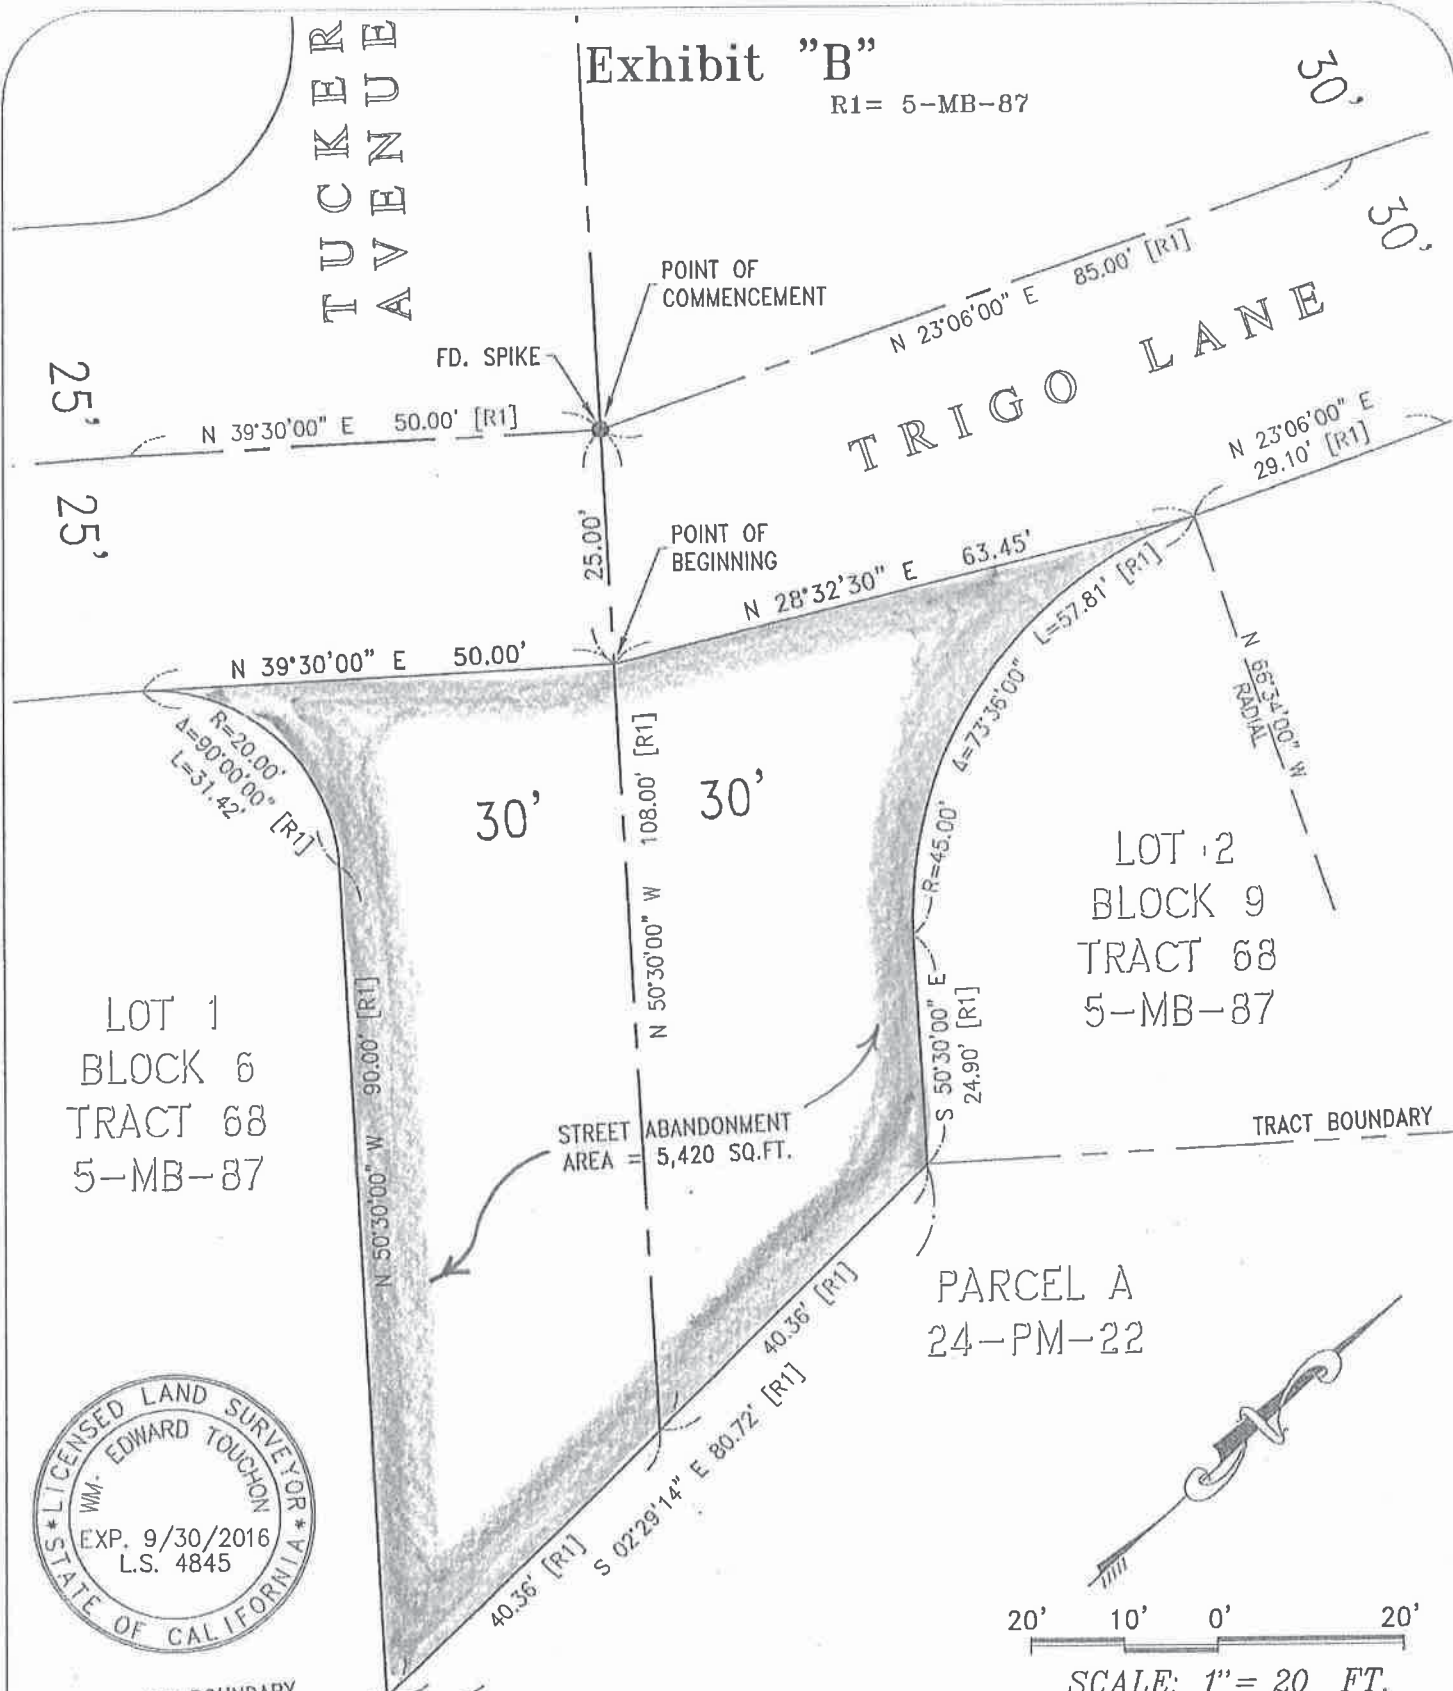 Exhibit "B"
R1= 5-MB-87
TUCKER
AVENUE
30'
30'
POINT OF
COMMENCEMENT
85.00' [R1]
N 23°06'00" E
FD. SPIKE
TRIGO LANE
25'
N 39°30'00" E 50.00' [R1]
N 23°06'00" E
29.10' [R1]
25'
25.00'
POINT OF
BEGINNING
N 28°32'30" E 63.45'
L=57.81' [R1]
N 39°30'00" E 50.00'
R=20.00'
Δ=90°00'00" [R1]
L=31.42'
Δ=73°36'00"
N 66°34'00" W
RADIAL
30'
30'
N 50°30'00" W 108.00' [R1]
R=45.00'
LOT 2
BLOCK 9
TRACT 68
5-MB-87
LOT 1
BLOCK 6
TRACT 68
5-MB-87
N 50°30'00" W 90.00' [R1]
S 50°30'00" E
24.90' [R1]
STREET ABANDONMENT
AREA = 5,420 SQ.FT.
TRACT BOUNDARY
PARCEL A
24-PM-22
40.36' [R1]
S 02°29'14" E 80.72' [R1]
40.36' [R1]
LICENSED LAND SURVEYOR
WM. EDWARD TOUCHON
EXP. 9/30/2016
L.S. 4845
STATE OF CALIFORNIA
20' 10' 0' 20'
SCALE: 1"= 20 FT.
BOUNDARY